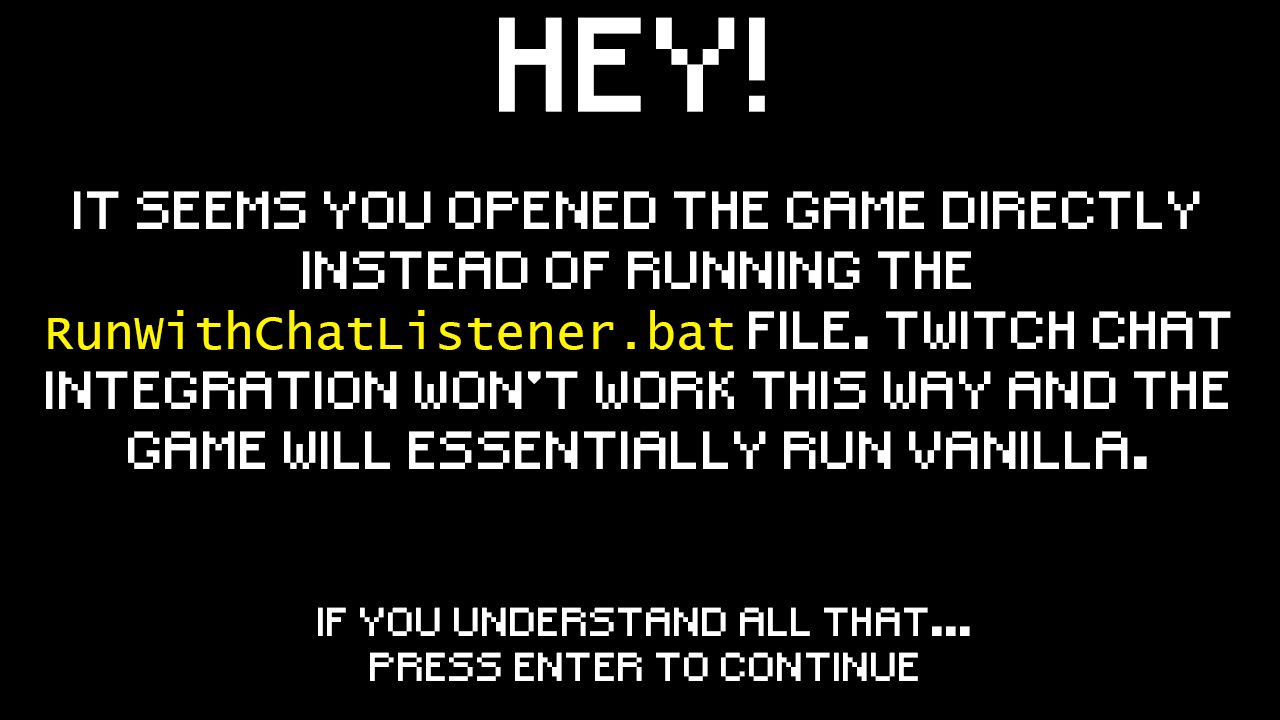 HEY!
IT SEEMS YOU OPENED THE GAME DIRECTLY
INSTEAD OF RUNNING THE
RunWithChatListener.bat FILE. TWITCH CHAT
INTEGRATION WON'T WORK THIS WAY AND THE
GAME WILL ESSENTIALLY RUN VANILLA.
IF YOU UNDERSTAND ALL THAT...
PRESS ENTER TO CONTINUE